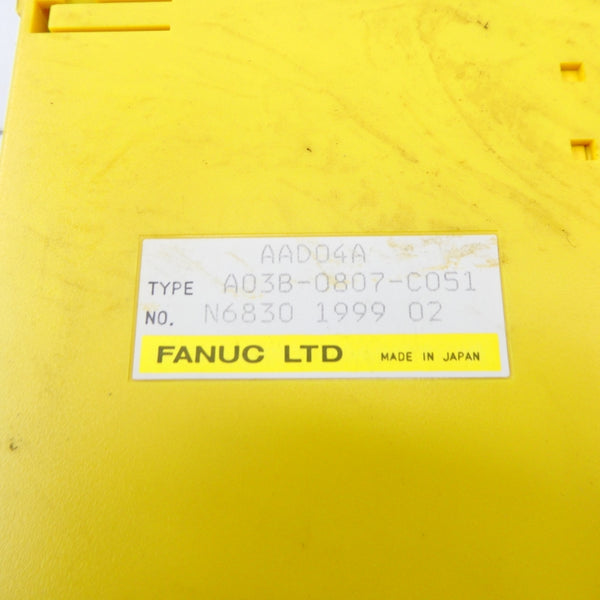 AAD04A
TYPE A03B-0807-C051
NO. N6830 1999 02
FANUC LTD MADE IN JAPAN